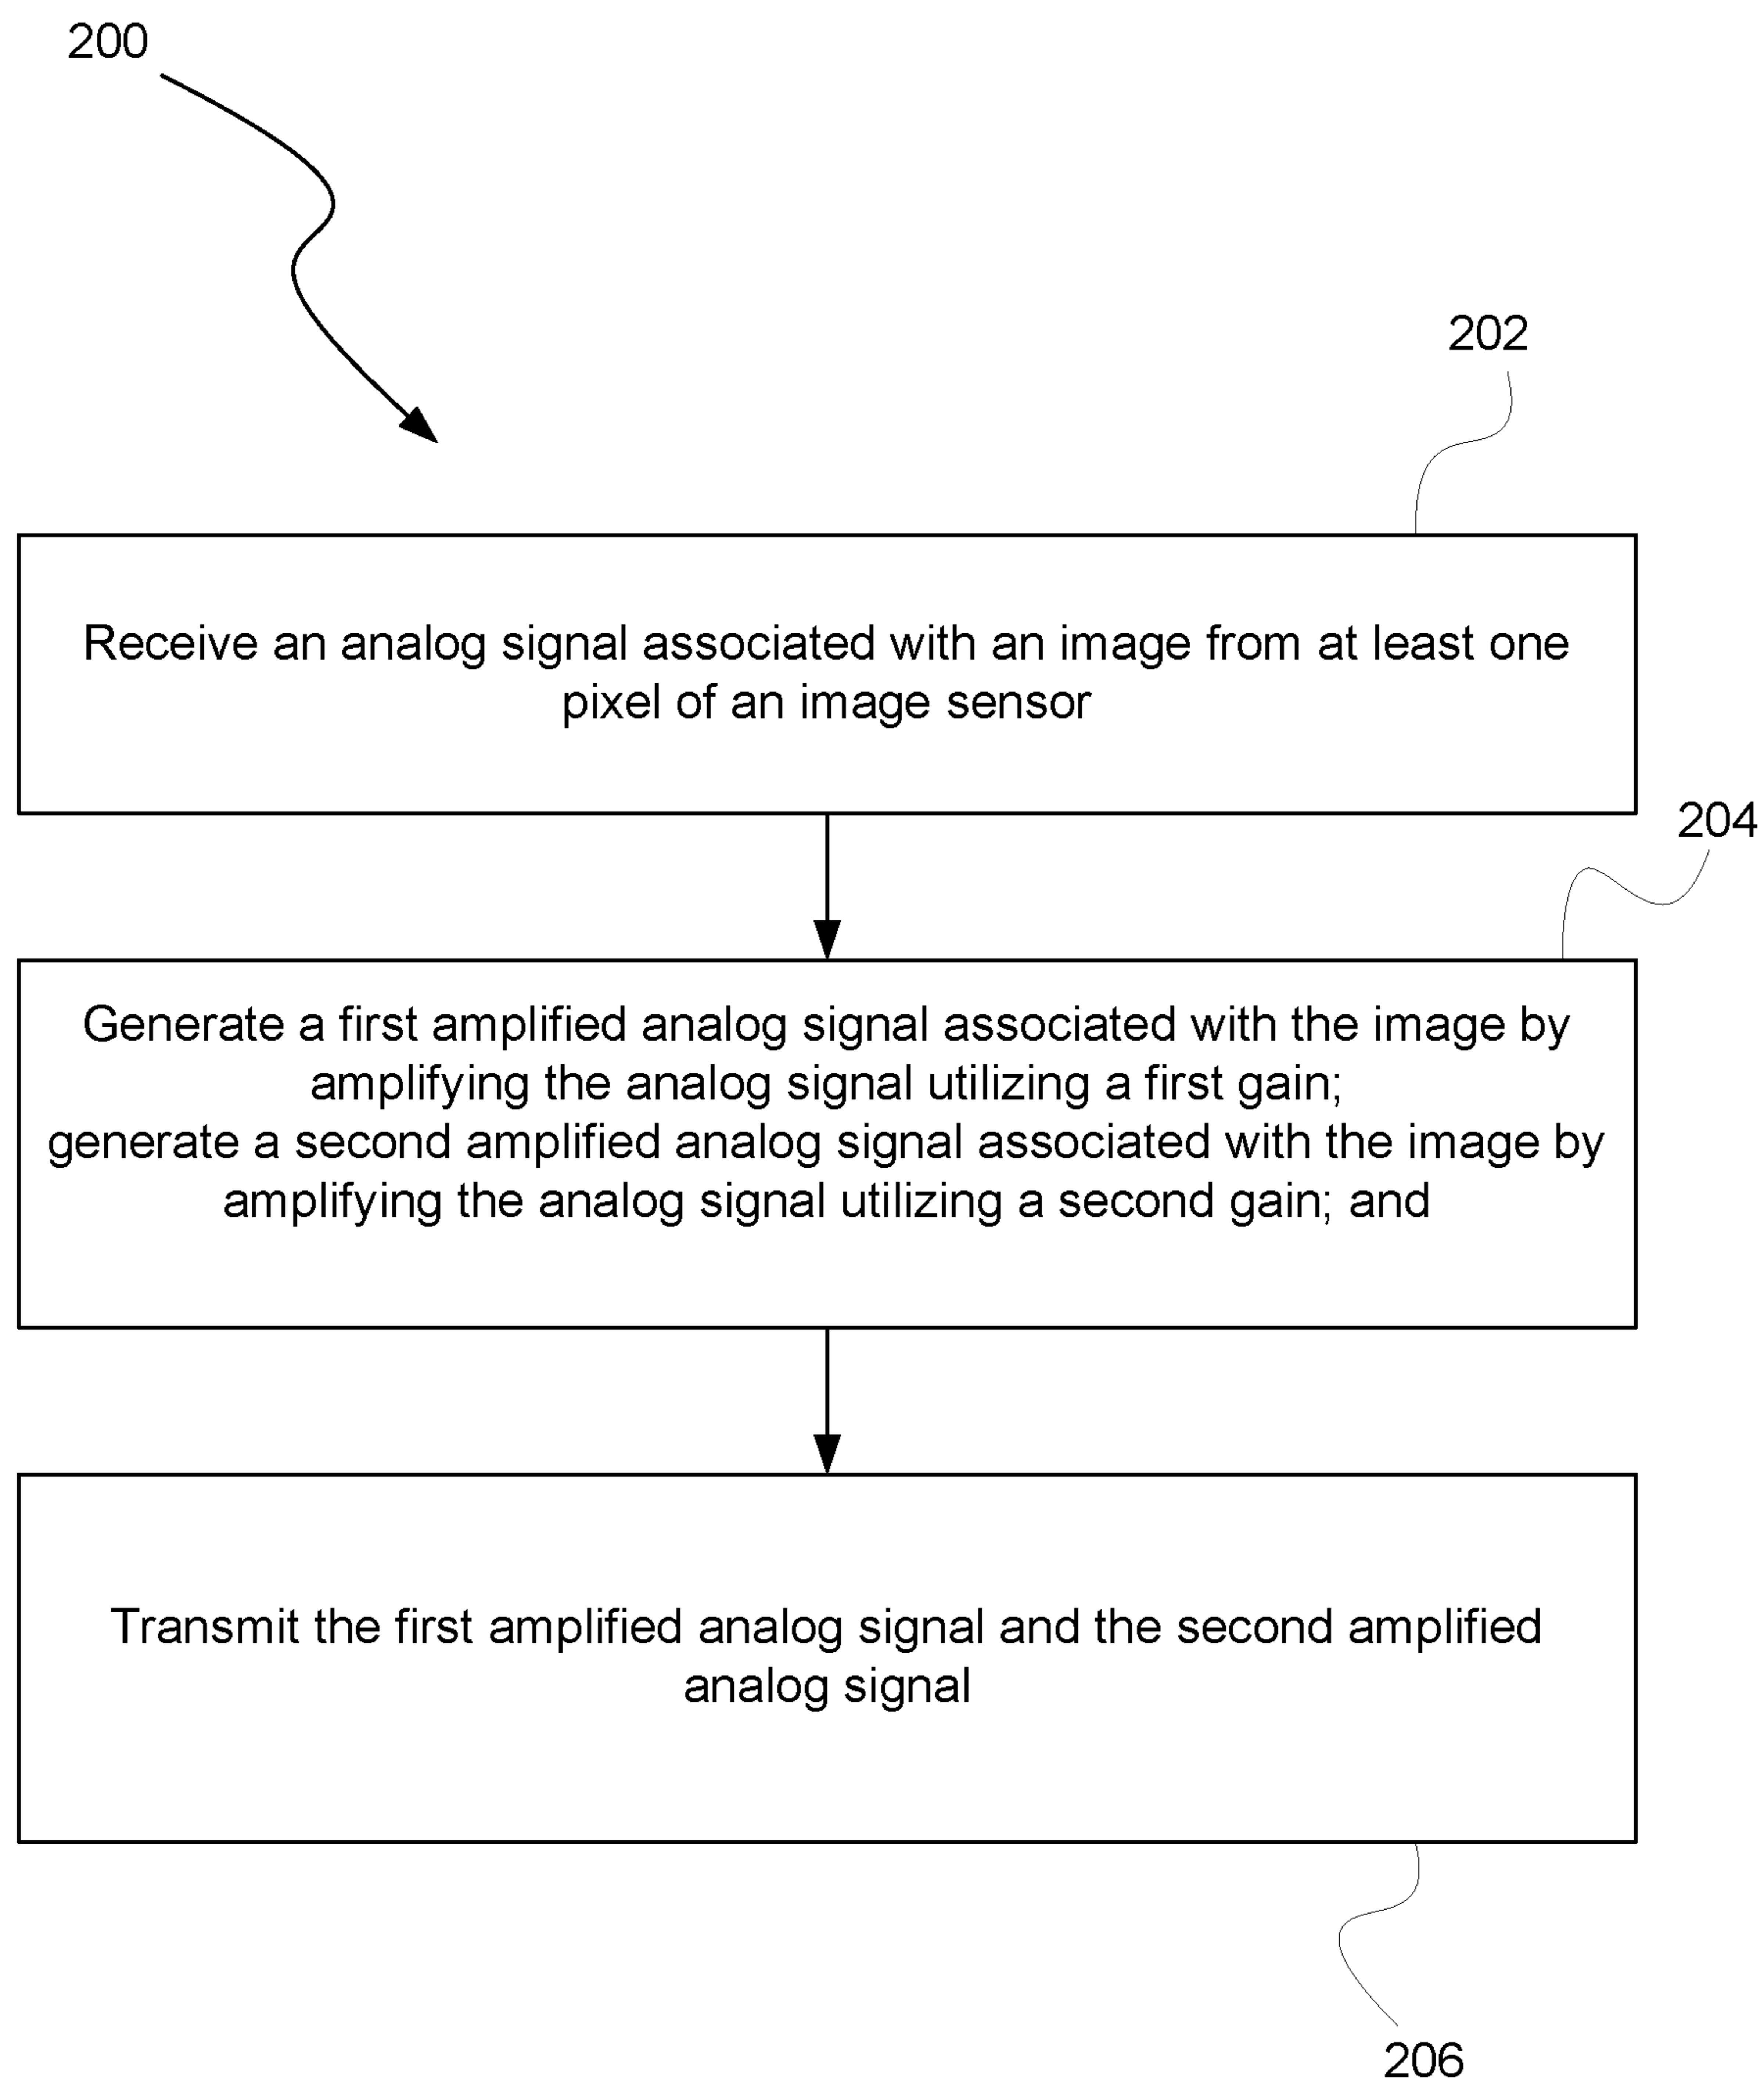 200
202
Receive an analog signal associated with an image from at least one
pixel of an image sensor
204
Generate a first amplified analog signal associated with the image by
amplifying the analog signal utilizing a first gain;
generate a second amplified analog signal associated with the image by
amplifying the analog signal utilizing a second gain; and
Transmit the first amplified analog signal and the second amplified
analog signal
206